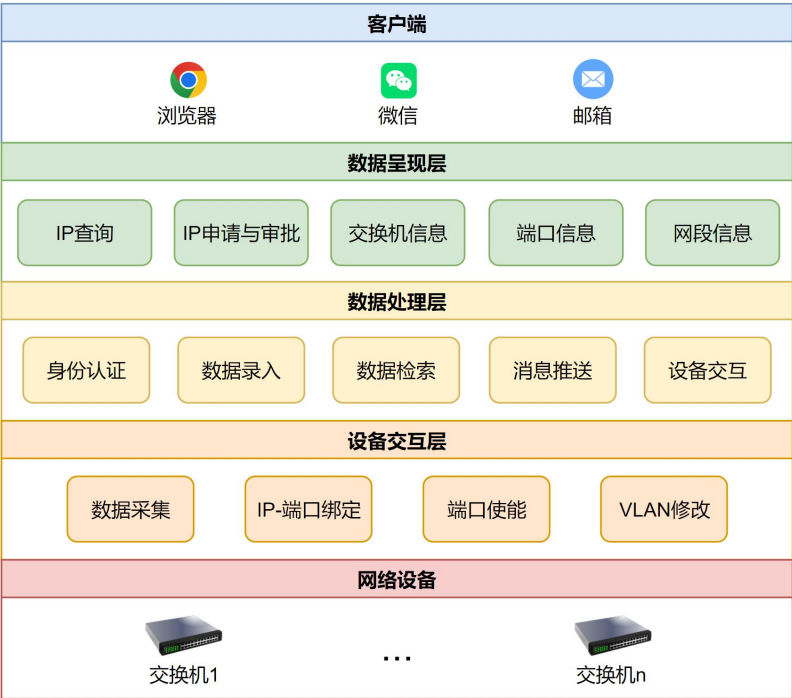 客户端
浏览器 微信 邮箱
数据呈现层
IP查询 IP申请与审批 交换机信息 端口信息 网段信息
数据处理层
身份认证 数据录入 数据检索 消息推送 设备交互
设备交互层
数据采集 IP-端口绑定 端口使能 VLAN修改
网络设备
交换机1 ... 交换机n